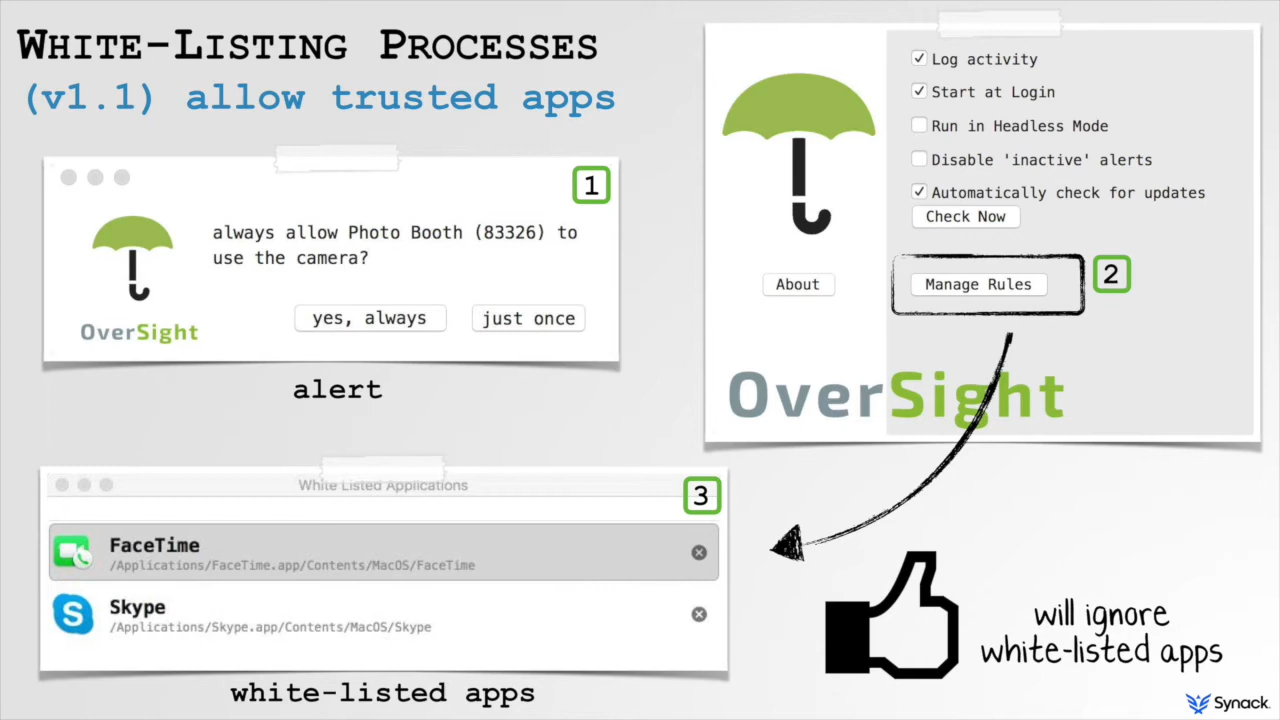 White-Listing Processes
(v1.1) allow trusted apps
1
always allow Photo Booth (83326) to
use the camera?
yes, always
just once
OverSight
alert
Log activity
Start at Login
Run in Headless Mode
Disable 'inactive' alerts
Automatically check for updates
Check Now
About
Manage Rules
2
OverSight
White Listed Applications
3
FaceTime
/Applications/FaceTime.app/Contents/MacOS/FaceTime
Skype
/Applications/Skype.app/Contents/MacOS/Skype
white-listed apps
will ignore
white-listed apps
Synack.